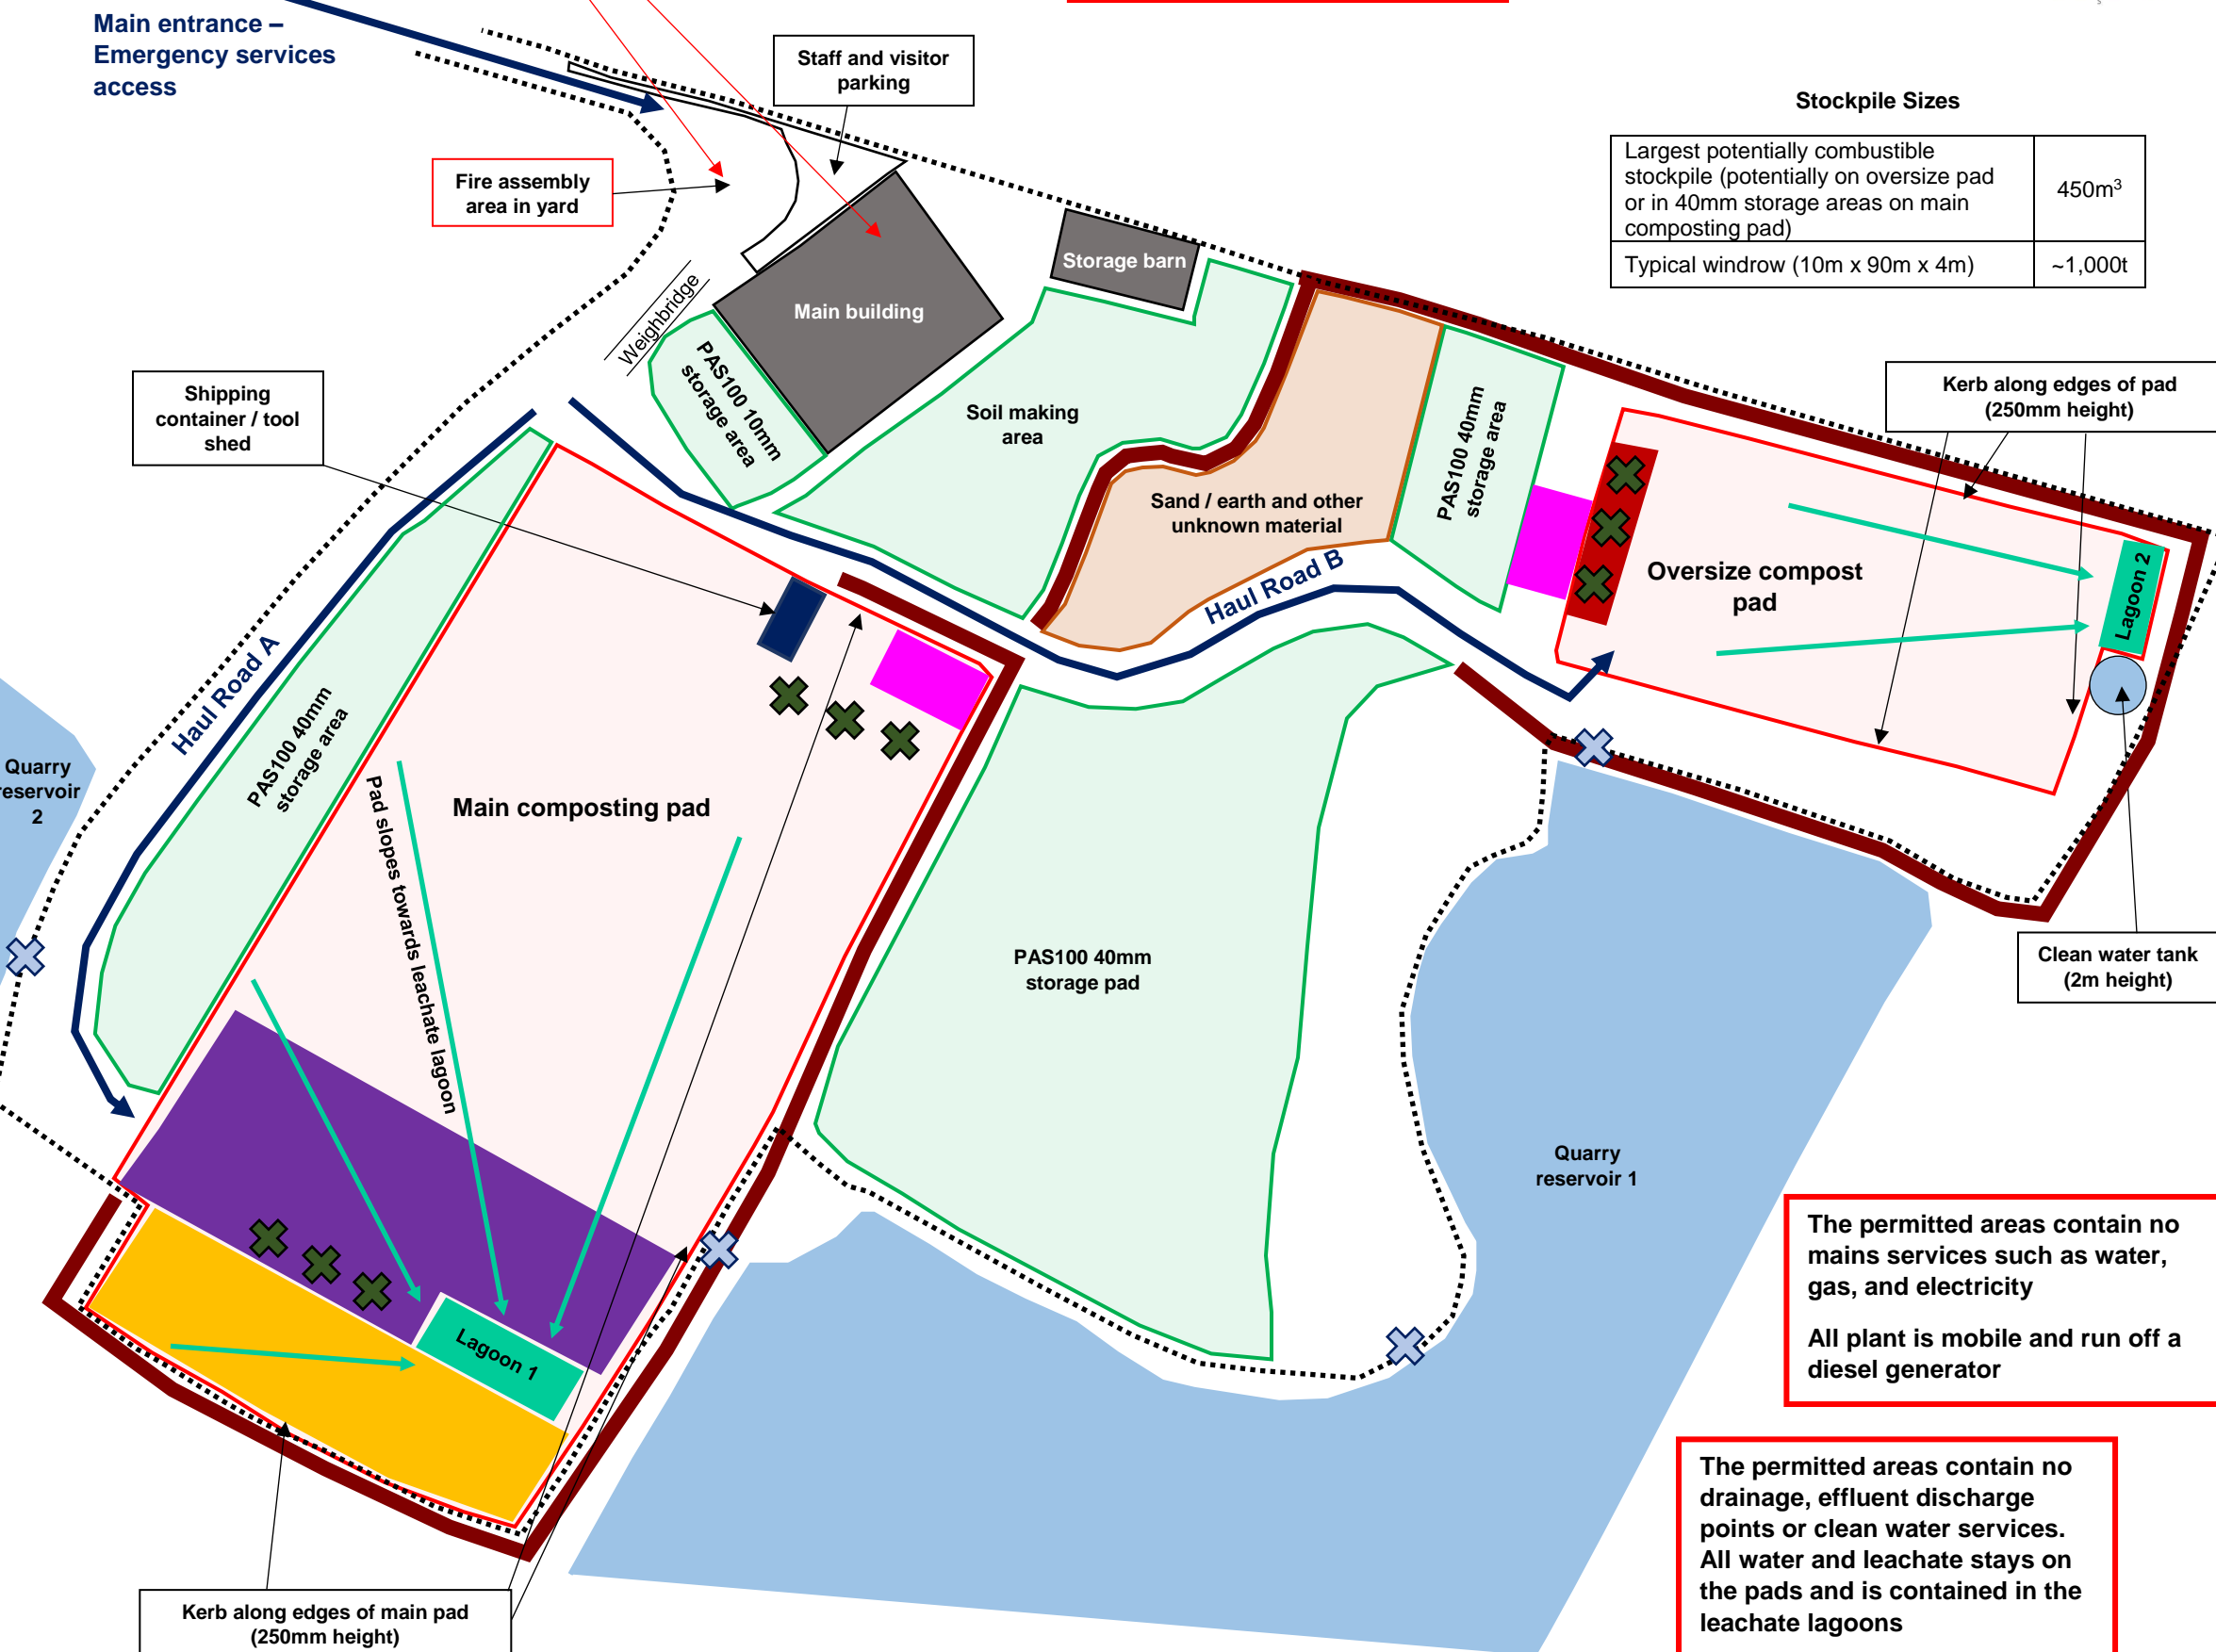 Main entrance –
Emergency services
access
Staff and visitor
parking
Stockpile Sizes
Largest potentially combustible
stockpile (potentially on oversize pad
or in 40mm storage areas on main
composting pad)
450m³
Typical windrow (10m x 90m x 4m)
~1,000t
Fire assembly
area in yard
Storage barn
Main building
Weighbridge
PAS100 10mm
storage area
Shipping
container / tool
shed
Soil making
area
Kerb along edges of pad
(250mm height)
PAS100 40mm
storage area
Sand / earth and other
unknown material
Haul Road B
Oversize compost
pad
Lagoon 2
Haul Road A
PAS100 40mm
storage area
Quarry
reservoir
2
Main composting pad
Pad slopes towards leachate lagoon
PAS100 40mm
storage pad
Clean water tank
(2m height)
Quarry
reservoir 1
Lagoon 1
The permitted areas contain no
mains services such as water,
gas, and electricity
All plant is mobile and run off a
diesel generator
The permitted areas contain no
drainage, effluent discharge
points or clean water services.
All water and leachate stays on
the pads and is contained in the
leachate lagoons
Kerb along edges of main pad
(250mm height)